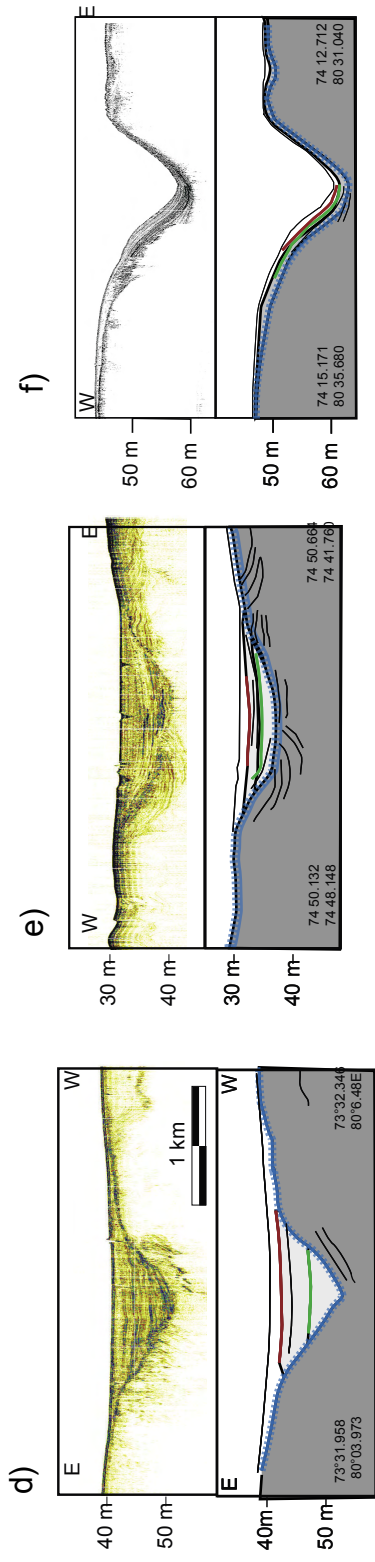 d)
E
W
40 m
50 m
1 km
E
40m
50 m
73°31.958
80°03.973
73°32.346
80°6.48E
e)
W
E
30 m
40 m
30 m
40 m
74 50.132
74 48.148
74 50.664
74 41.760
f)
W
E
50 m
60 m
50 m
60 m
74 15.171
80 35.680
74 12.712
80 31.040